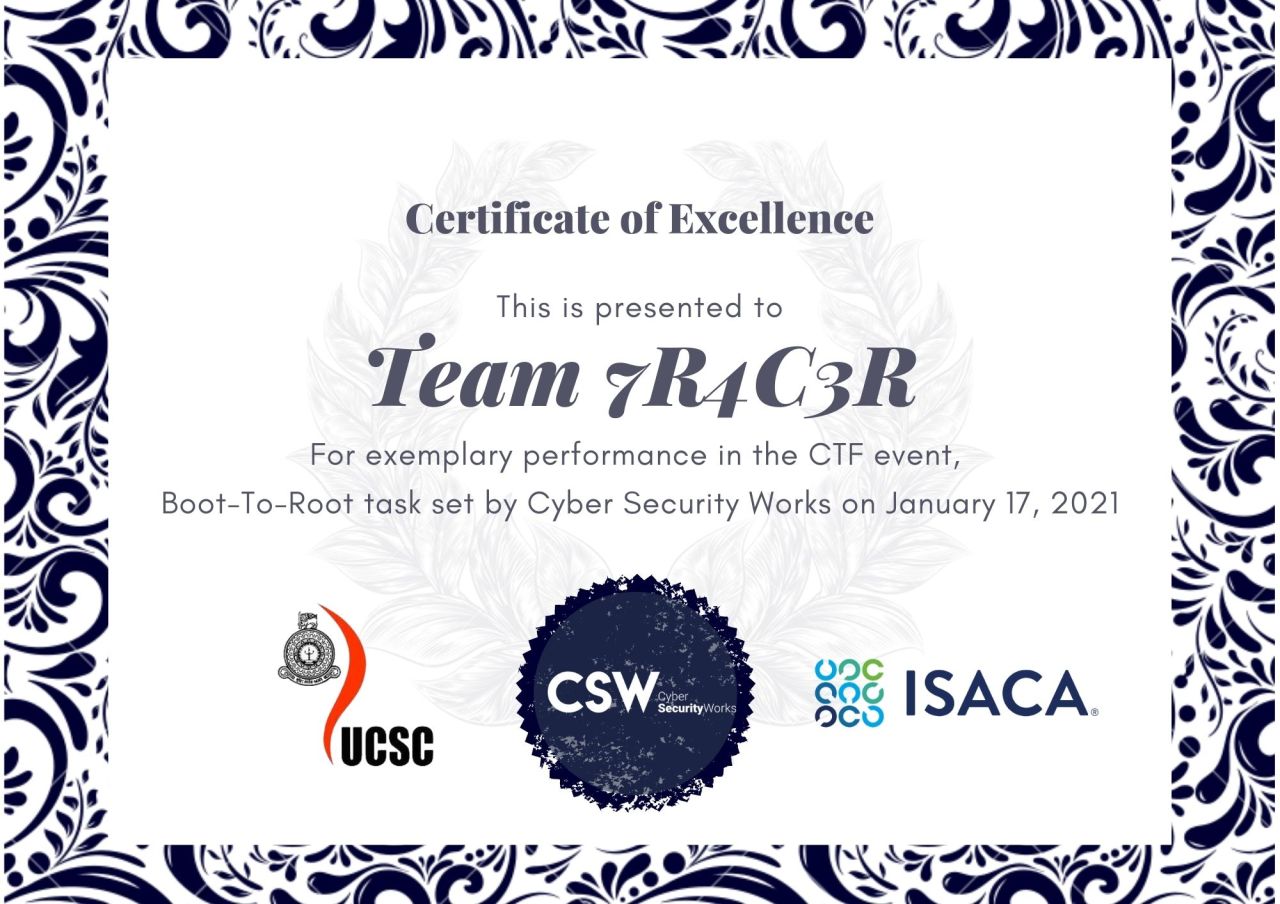 Certificate of Excellence
This is presented to
Team 7R4C3R
For exemplary performance in the CTF event,
Boot-To-Root task set by Cyber Security Works on January 17, 2021
UCSC
CSW Cyber
SecurityWorks
ISACA®